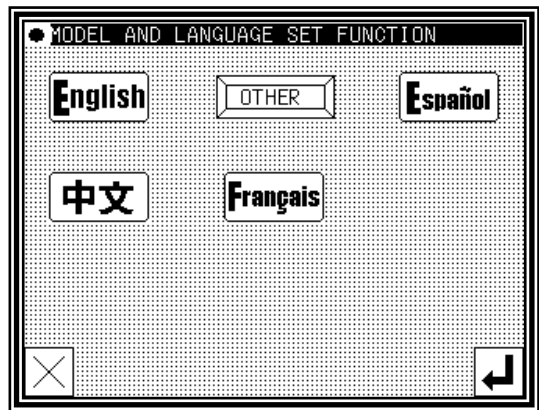 MODEL AND LANGUAGE SET FUNCTION
English
OTHER
Español
中文
Français